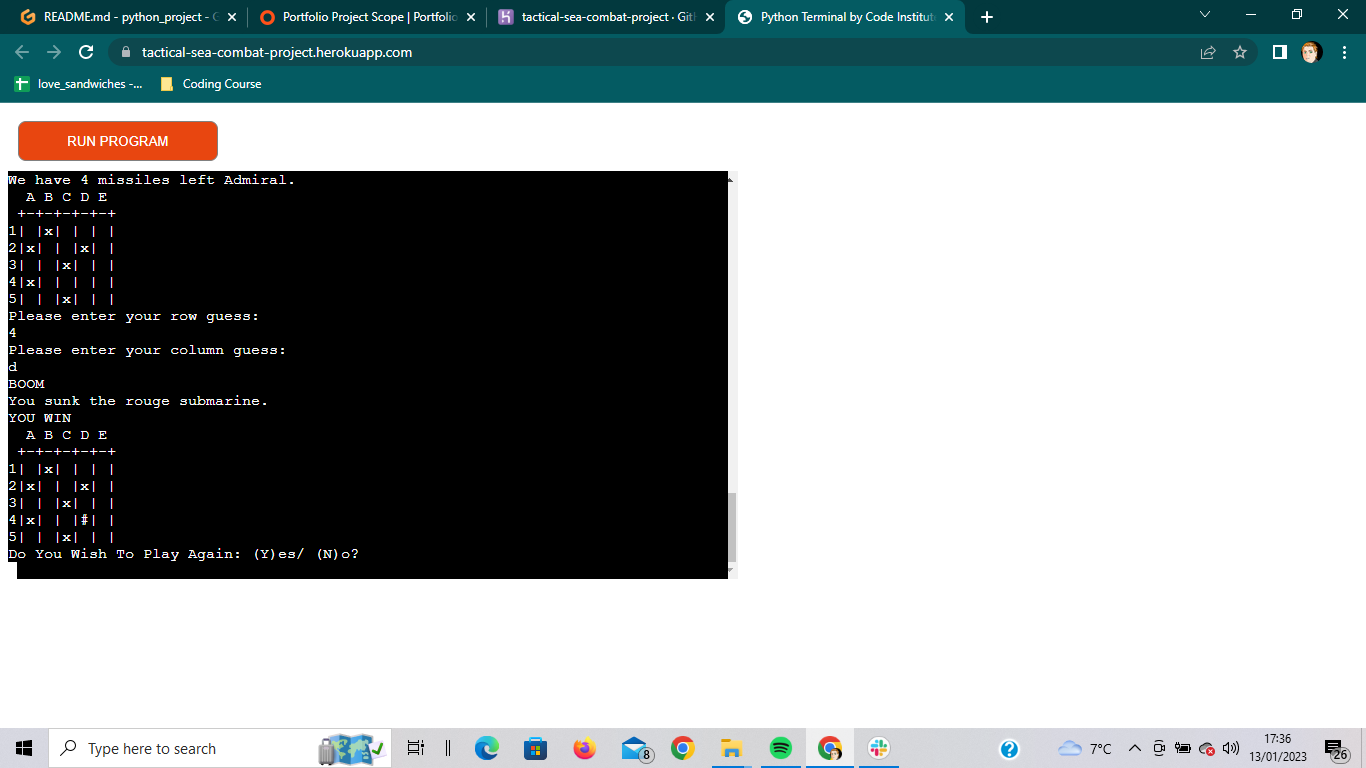 README.md - python_project - G
Portfolio Project Scope | Portfolio
tactical-sea-combat-project · Git
Python Terminal by Code Institute
tactical-sea-combat-project.herokuapp.com
love_sandwiches -...
Coding Course
RUN PROGRAM
We have 4 missiles left Admiral.
  A B C D E
 +-+-+-+-+-+
1| |x| | | |
2|x| | |x| |
3| | |x| | |
4|x| | | | |
5| | |x| | |
Please enter your row guess:
4
Please enter your column guess:
d
BOOM
You sunk the rouge submarine.
YOU WIN
  A B C D E
 +-+-+-+-+-+
1| |x| | | |
2|x| | |x| |
3| | |x| | |
4|x| | |#| |
5| | |x| | |
Do You Wish To Play Again: (Y)es/ (N)o?
Type here to search
8
7°C
17:36
13/01/2023
26